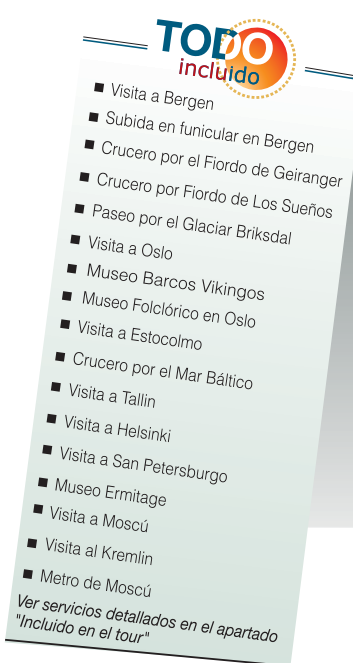 TODO
incluido
■ Visita a Bergen
■ Subida en funicular en Bergen
■ Crucero por el Fiordo de Geiranger
■ Crucero por Fiordo de Los Sueños
■ Paseo por el Glaciar Briksdal
■ Visita a Oslo
■ Museo Barcos Vikingos
■ Museo Folclórico en Oslo
■ Visita a Estocolmo
■ Crucero por el Mar Báltico
■ Visita a Tallin
■ Visita a Helsinki
■ Visita a San Petersburgo
■ Museo Ermitage
■ Visita a Moscú
■ Visita al Kremlin
■ Metro de Moscú
Ver servicios detallados en el apartado
"Incluido en el tour"